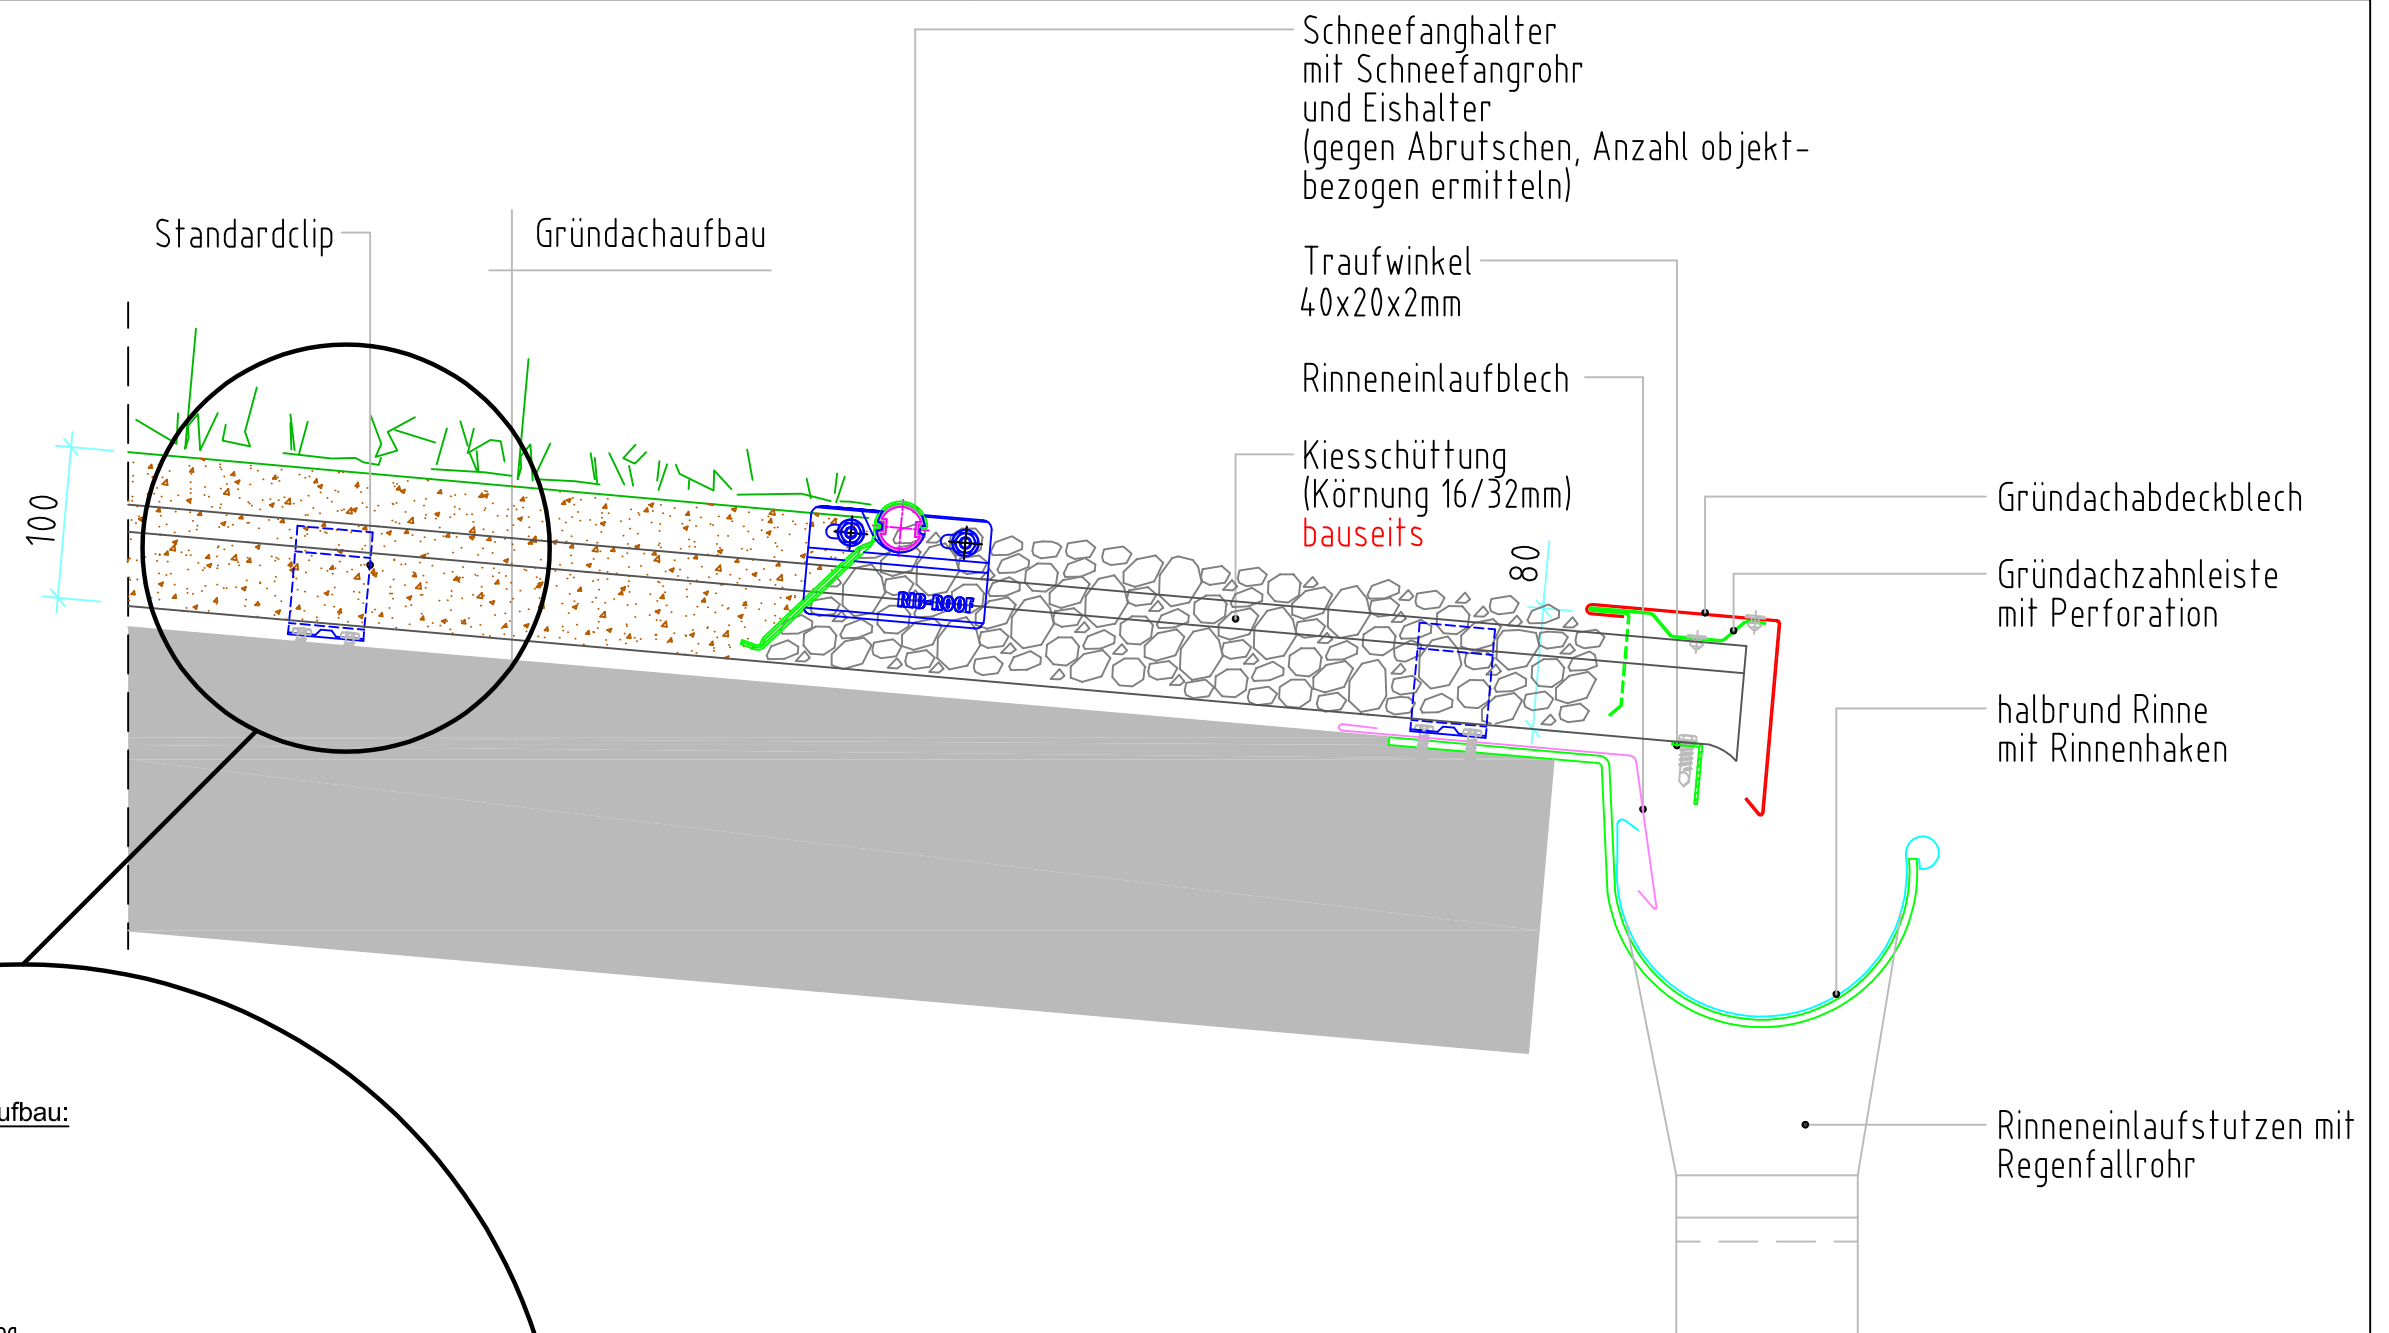 Schneefanghalter
mit Schneefangrohr
und Eishalter
(gegen Abrutschen, Anzahl objekt-
bezogen ermitteln)
Standardclip
Gründachaufbau
Traufwinkel
40x20x2mm
Rinneneinlaufblech
Kiesschüttung
(Körnung 16/32mm)
bauseits
100
80
RIB-ROOF
Gründachabdeckblech
Gründachzahnleiste
mit Perforation
halbrund Rinne
mit Rinnenhaken
Rinneneinlaufstutzen mit
Regenfallrohr
ufbau: